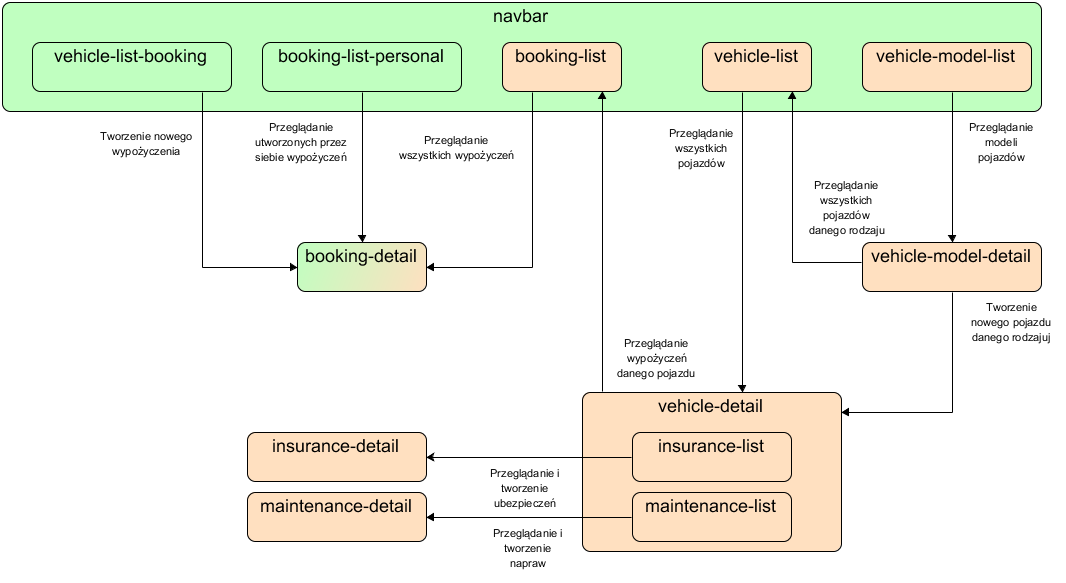 navbar
vehicle-list-booking
booking-list-personal
booking-list
vehicle-list
vehicle-model-list
Tworzenie nowego
wypożyczenia
Przeglądanie
utworzonych przez
siebie wypożyczeń
Przeglądanie
wszystkich wypożyczeń
Przeglądanie
wszystkich
pojazdów
Przeglądanie
modeli
pojazdów
Przeglądanie
wszystkich
pojazdów
danego rodzaju
booking-detail
vehicle-model-detail
Tworzenie
nowego pojazdu
danego rodzajuj
Przeglądanie
wypożyczeń
danego pojazdu
vehicle-detail
insurance-detail
insurance-list
Przeglądanie i
tworzenie
ubezpieczeń
maintenance-detail
maintenance-list
Przeglądanie i
tworzenie
napraw